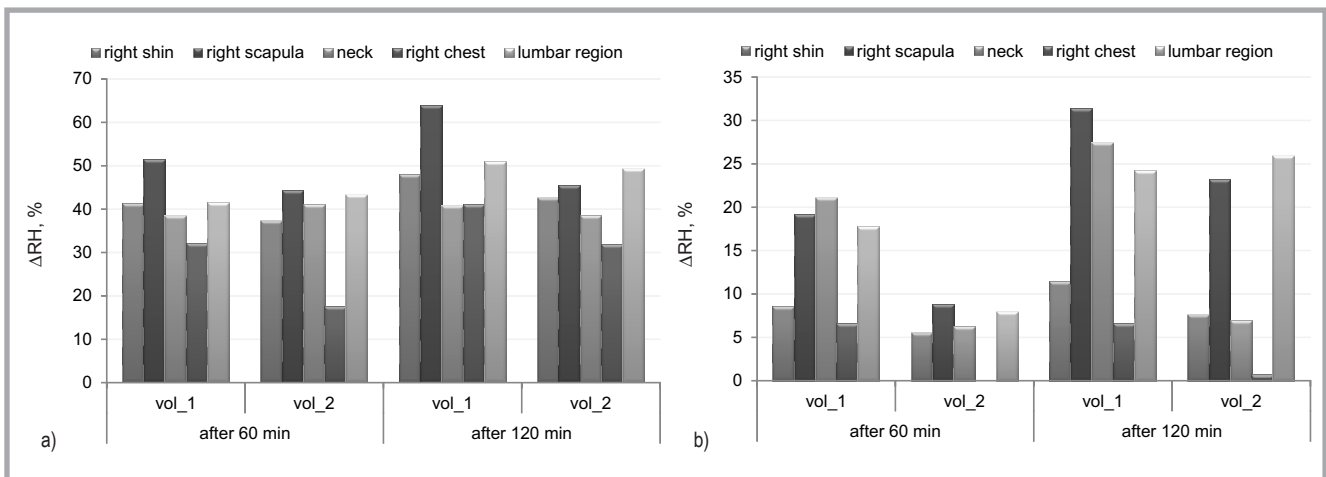 right shin right scapula neck right chest lumbar region
70
60
50
40
30
20
10
0
ΔRH, %
vol_1 vol_2 vol_1 vol_2
after 60 min after 120 min
a)
right shin right scapula neck right chest lumbar region
35
30
25
20
15
10
5
0
ΔRH, %
vol_1 vol_2 vol_1 vol_2
after 60 min after 120 min
b)